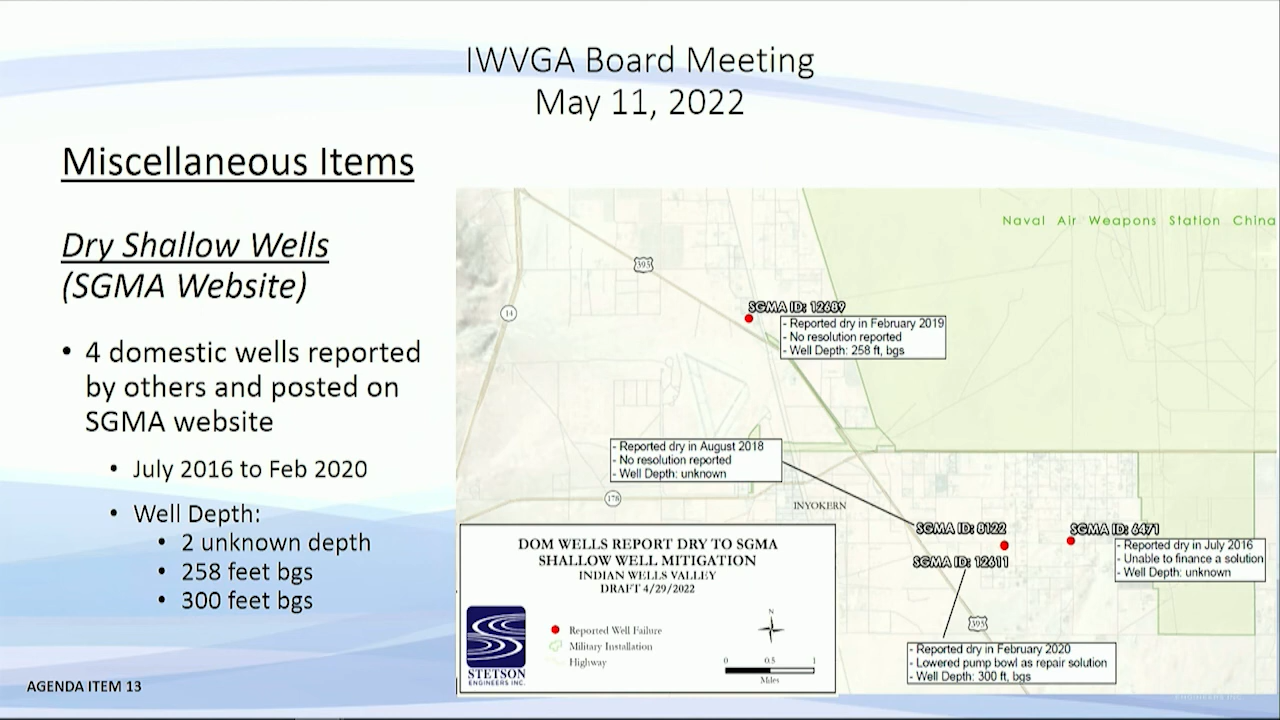 IWVGA Board Meeting
May 11, 2022
Miscellaneous Items
Dry Shallow Wells
(SGMA Website)
• 4 domestic wells reported
by others and posted on
SGMA website
• July 2016 to Feb 2020
• Well Depth:
• 2 unknown depth
• 258 feet bgs
• 300 feet bgs
AGENDA ITEM 13
Naval Air Weapons Station China
395
14
SGMA ID: 12689
- Reported dry in February 2019
- No resolution reported
- Well Depth: 258 ft, bgs
- Reported dry in August 2018
- No resolution reported
- Well Depth: unknown
178
INYOKERN
SGMA ID: 8122
SGMA ID: 12611
SGMA ID: 6471
- Reported dry in July 2016
- Unable to finance a solution
- Well Depth: unknown
395
- Reported dry in February 2020
- Lowered pump bowl as repair solution
- Well Depth: 300 ft, bgs
DOM WELLS REPORT DRY TO SGMA
SHALLOW WELL MITIGATION
INDIAN WELLS VALLEY
DRAFT 4/29/2022
STETSON
ENGINEERS INC.
Reported Well Failure
Military Installation
Highway
N
0 0.5 1
Miles